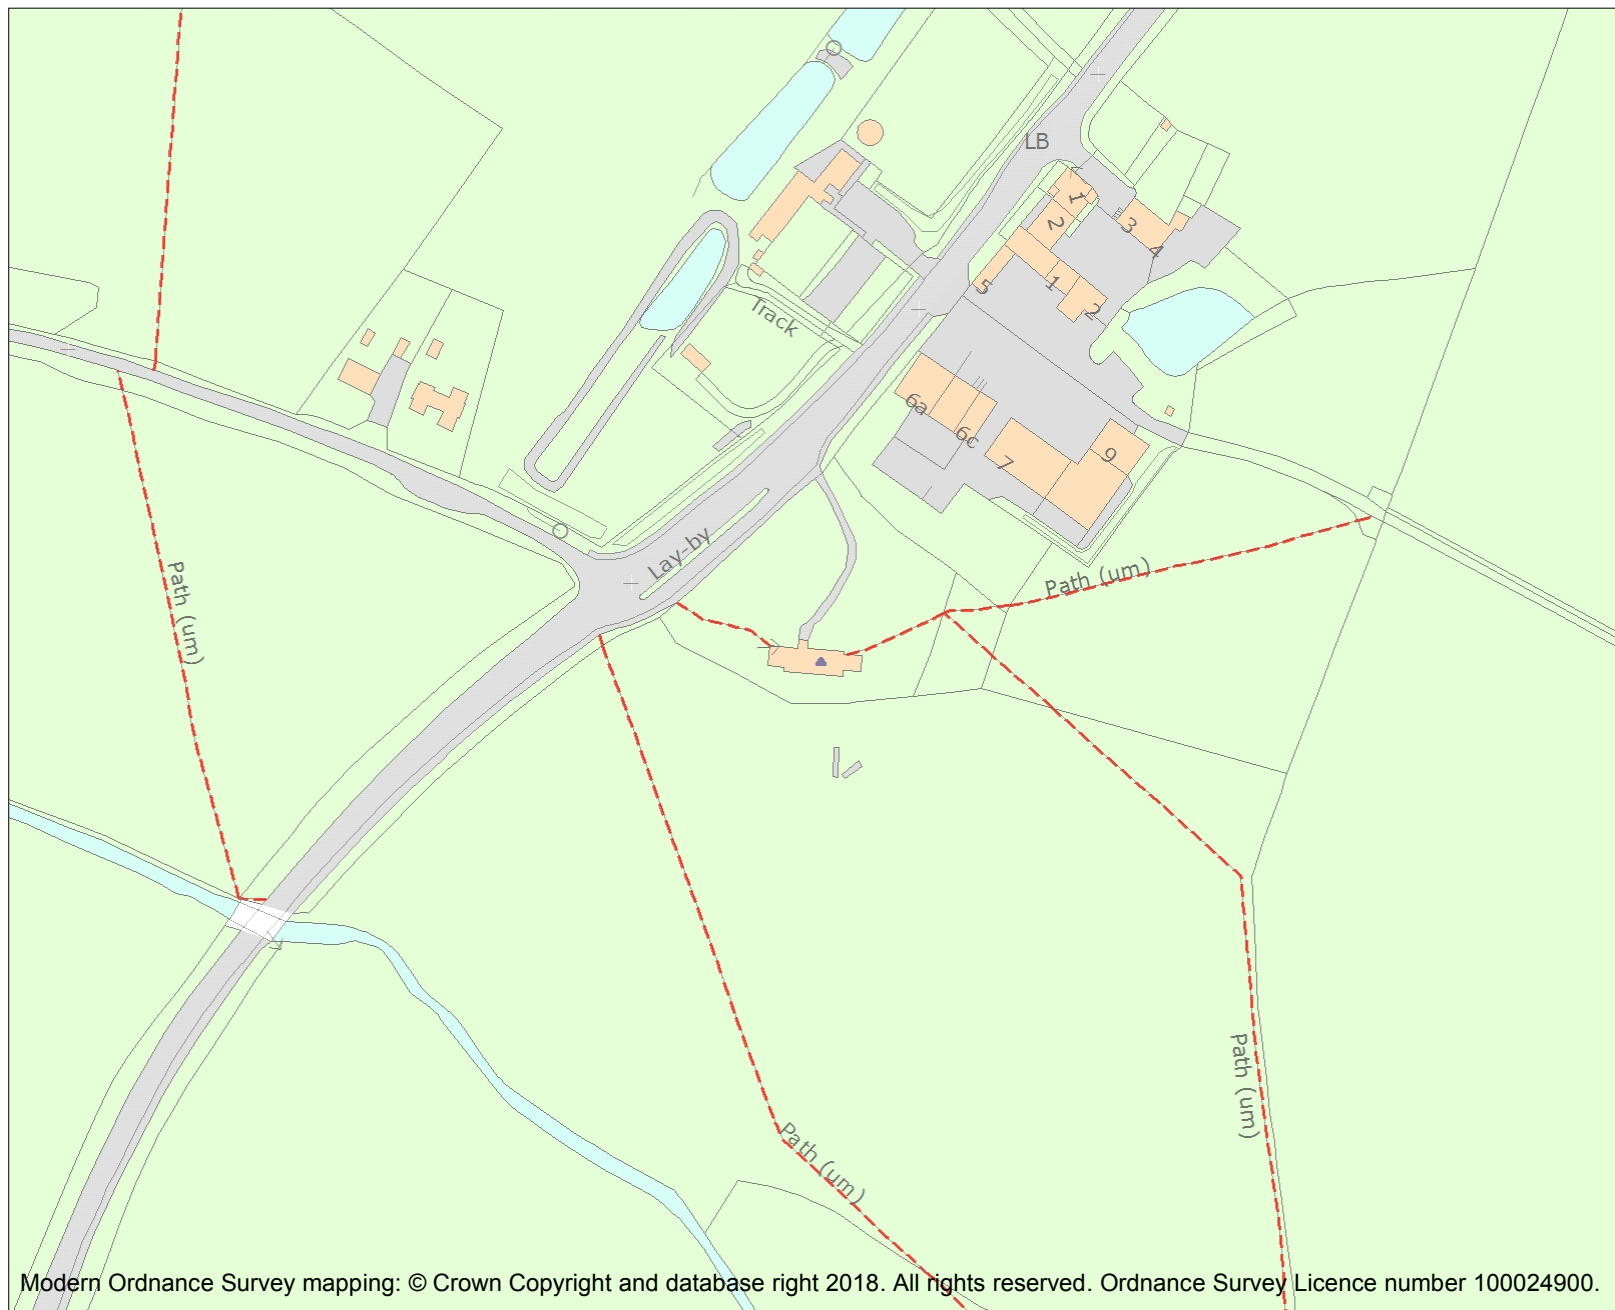 LB
1
2
3
4
5
1
2
Track
6a
6c
7
9
Lay-by
Path (um)
Path (um)
Path (um)
Path (um)
Modern Ordnance Survey mapping: © Crown Copyright and database right 2018. All rights reserved. Ordnance Survey Licence number 100024900.